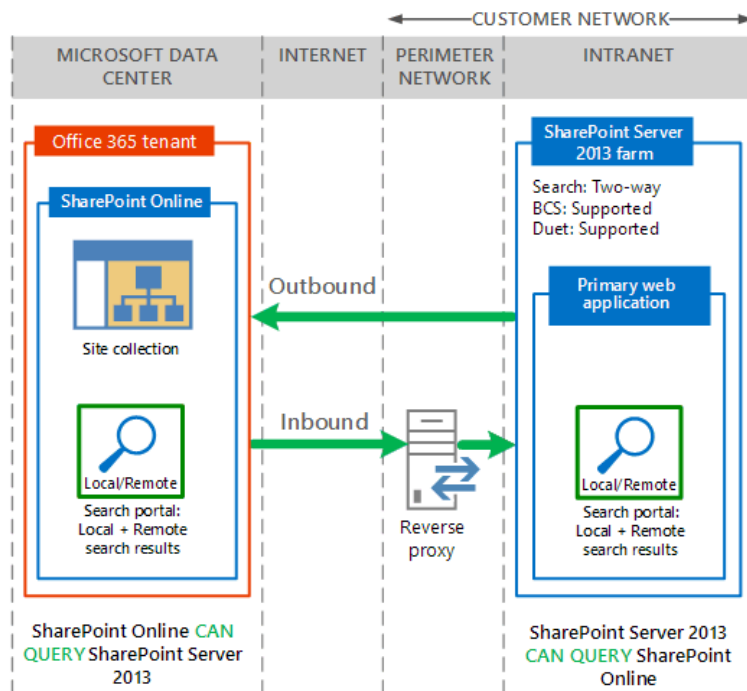 CUSTOMER NETWORK
MICROSOFT DATA
CENTER
INTERNET
PERIMETER
NETWORK
INTRANET
Office 365 tenant
SharePoint Online
Site collection
Local/Remote
Search portal:
Local + Remote
search results
Outbound
Inbound
Reverse
proxy
SharePoint Server
2013 farm
Search: Two-way
BCS: Supported
Duet: Supported
Primary web
application
Local/Remote
Search portal:
Local + Remote
search results
SharePoint Online CAN
QUERY SharePoint Server
2013
SharePoint Server 2013
CAN QUERY SharePoint
Online